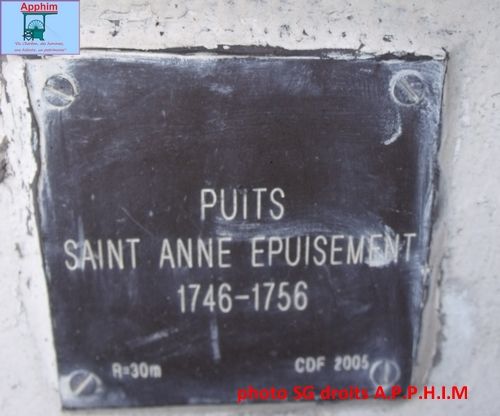 Apphim
PUITS
SAINT ANNE EPUISEMENT
1746-1756
R=30m
CDF 2005
photo SG droits A.P.P.H.I.M